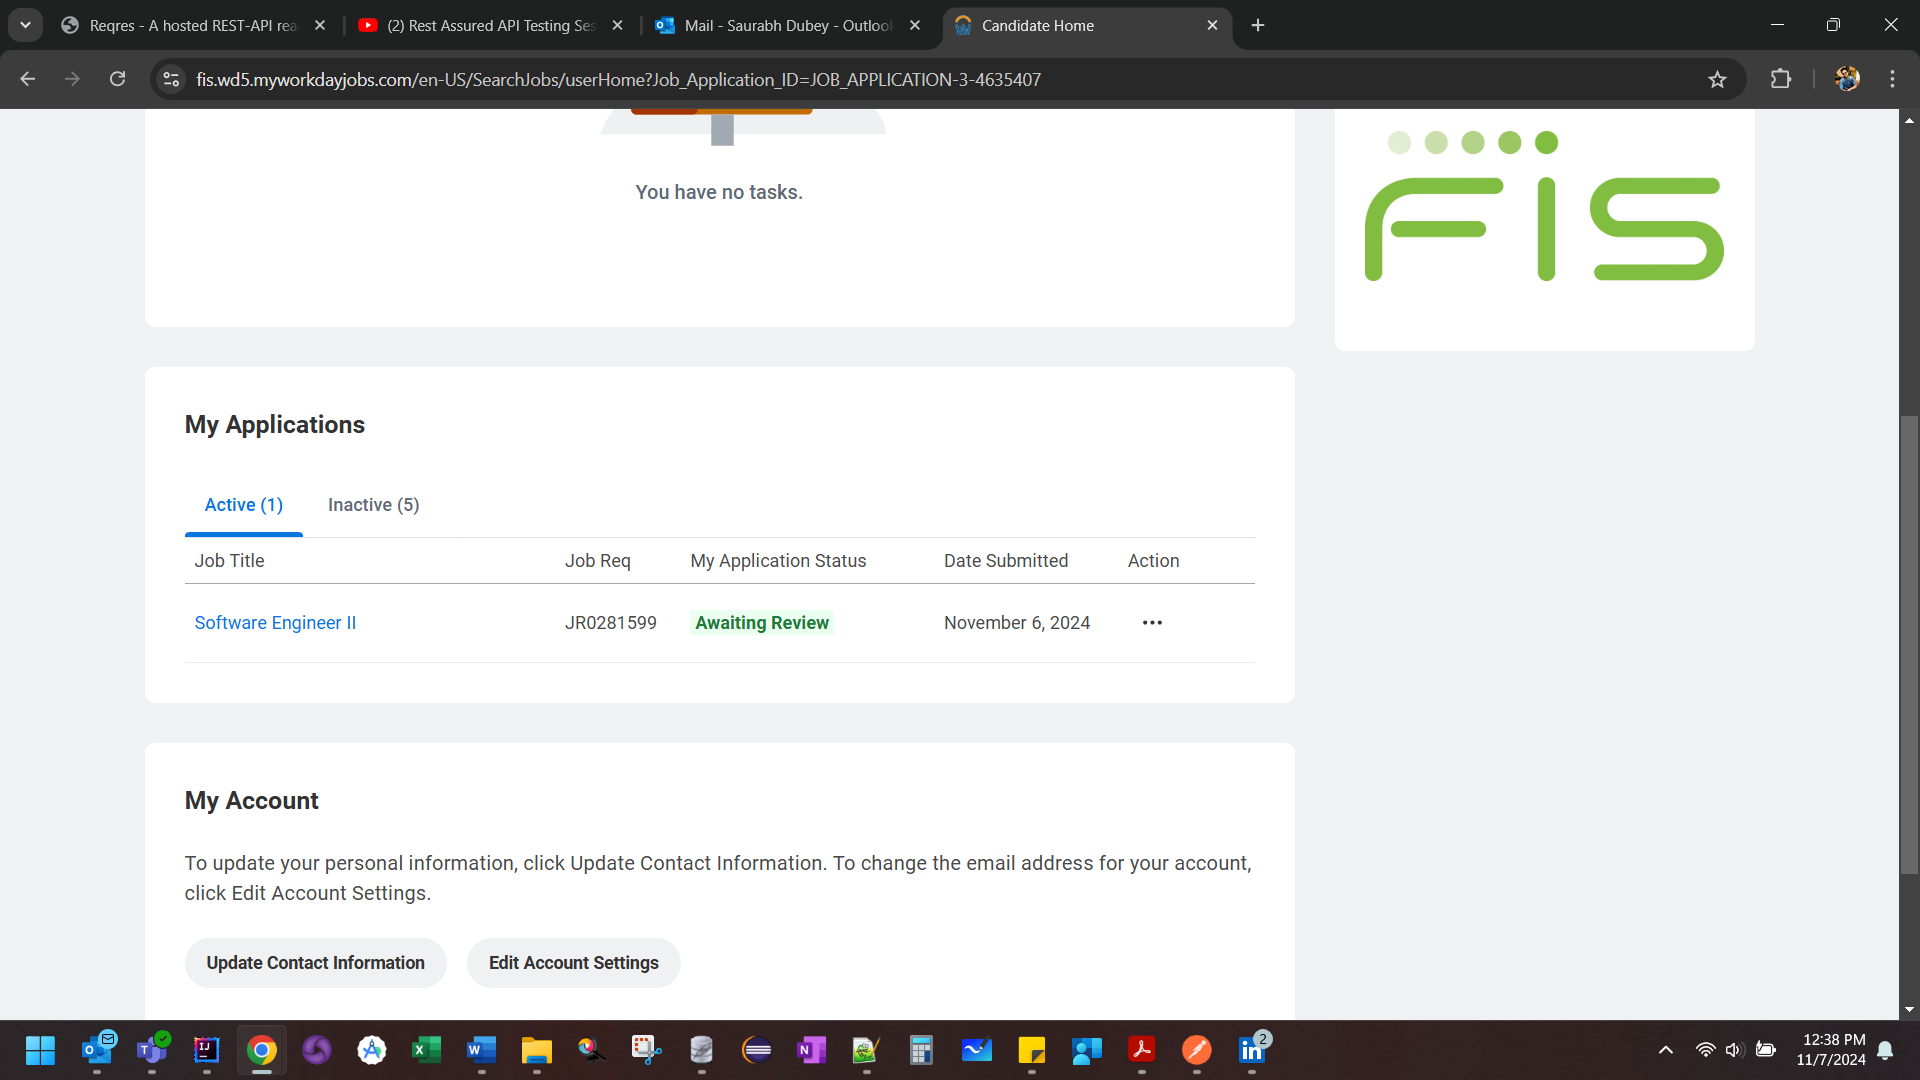 Reqres - A hosted REST-API rea
(2) Rest Assured API Testing Ses
Mail - Saurabh Dubey - Outlook
Candidate Home
fis.wd5.myworkdayjobs.com/en-US/SearchJobs/userHome?Job_Application_ID=JOB_APPLICATION-3-4635407
You have no tasks.
FIS
My Applications
Active (1)
Inactive (5)
Job Title
Job Req
My Application Status
Date Submitted
Action
Software Engineer II
JR0281599
Awaiting Review
November 6, 2024
My Account
To update your personal information, click Update Contact Information. To change the email address for your account,
click Edit Account Settings.
Update Contact Information
Edit Account Settings
2
12:38 PM
11/7/2024